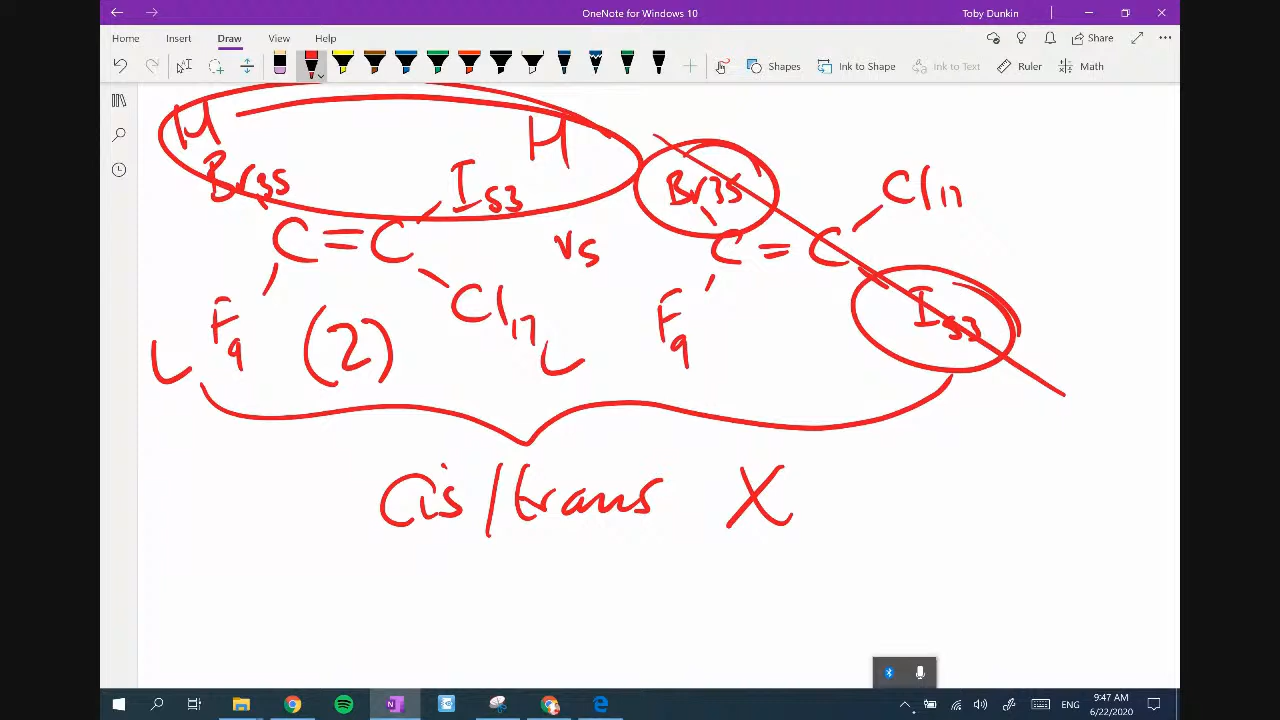 OneNote for Windows 10
Toby Dunkin
Home Insert Draw View Help
Share
Shapes Ink to Shape Ink to Text Ruler Math
H H
Br35 I53
C=C
F9 Cl17
(2)
L L
vs
Br35 Cl17
C=C
F9 I53
Cis/trans X
ENG
9:47 AM
6/22/2020